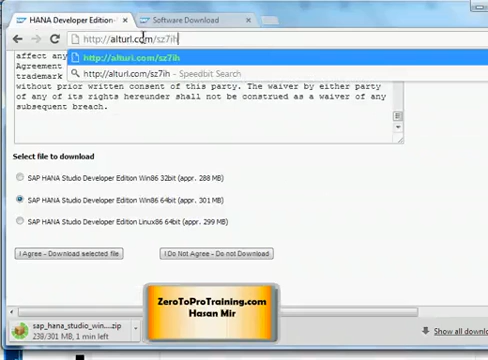 HANA Developer Edition
Software Download
http://alturl.com/sz7ih
http://alturl.com/sz7ih
http://alturl.com/sz7ih - Speedbit Search
affect any
Agreement
trademark
without prior written consent of this party. The waiver by either party
of any of its rights hereunder shall not be construed as a waiver of any
subsequent breach.
Select file to download
SAP HANA Studio Developer Edition Win86 32bit (appr. 288 MB)
SAP HANA Studio Developer Edition Win86 64bit (appr. 301 MB)
SAP HANA Studio Developer Edition Linux86 64bit (appr. 299 MB)
I Agree - Download selected file
I Do Not Agree - Do not Download
ZeroToProTraining.com
Hasan Mir
sap_hana_studio_win....zip
238/301 MB, 1 min left
Show all downl